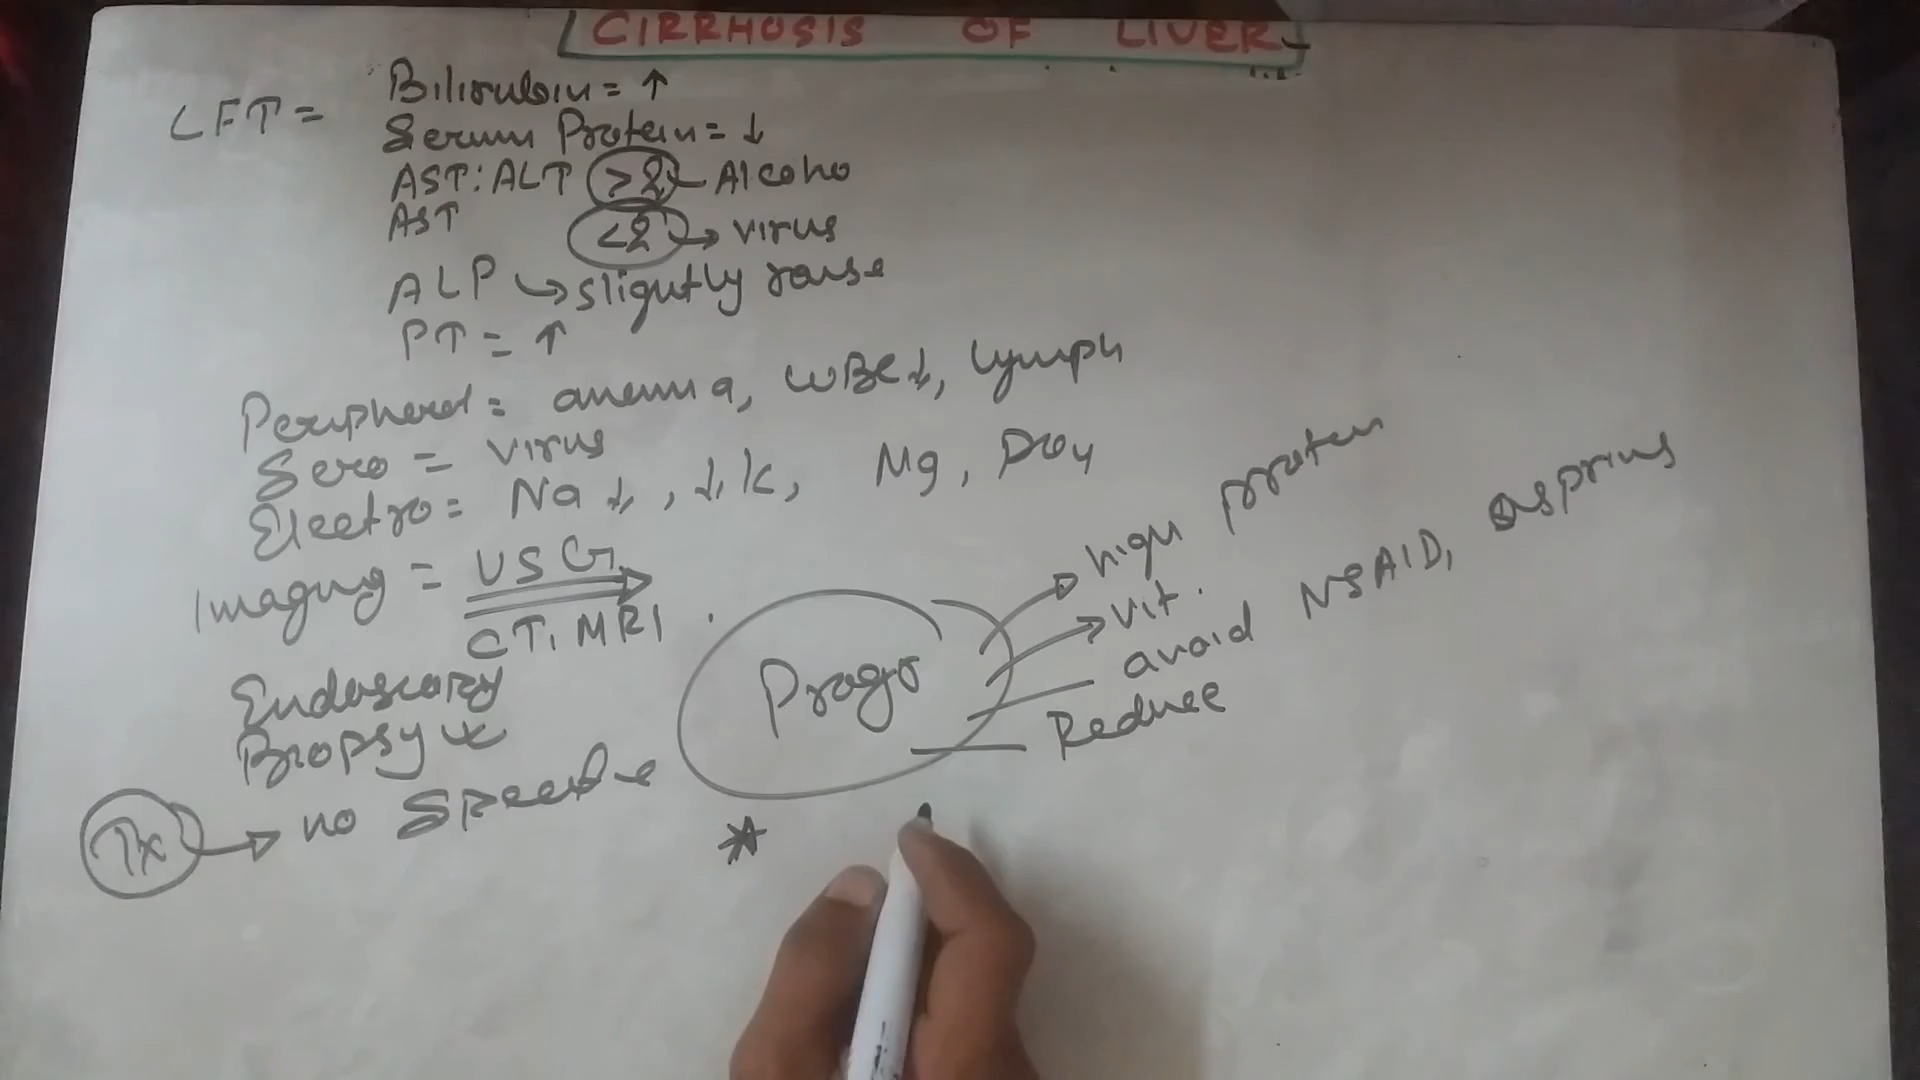 CIRRHOSIS OF LIVER
LFT = Bilirubin = ↑
Serum Protein = ↓
AST:ALT >2 Alcoho
AST <2 → virus
ALP → slightly raise
PT = ↑
Peripheral = anemia, WBC↓, Lymph
Sero = virus
Electro = Na↓, ↓K, Mg, PO4
Imaging = USG
CT, MRI
Endoscopy
Biopsy
Tx → no Specific
Progr
high protein
vit.
avoid NSAID, asprins
Reduce